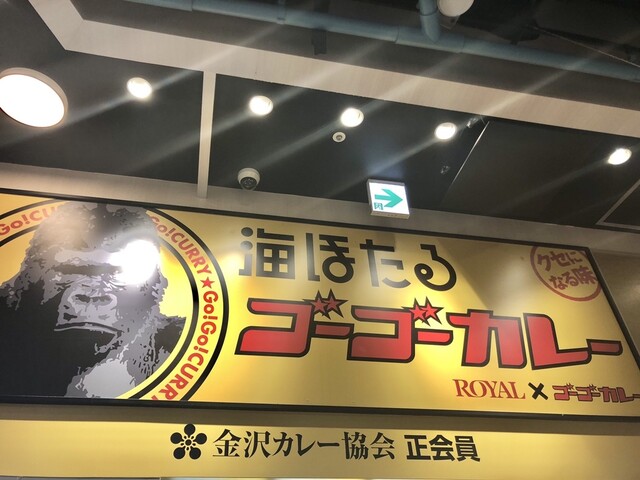 Go!CURRY★Go!Go!CURRY
海ほたる
ゴーゴーカレー
クセに
なる味
ROYAL×ゴーゴーカレー
金沢カレー協会 正会員